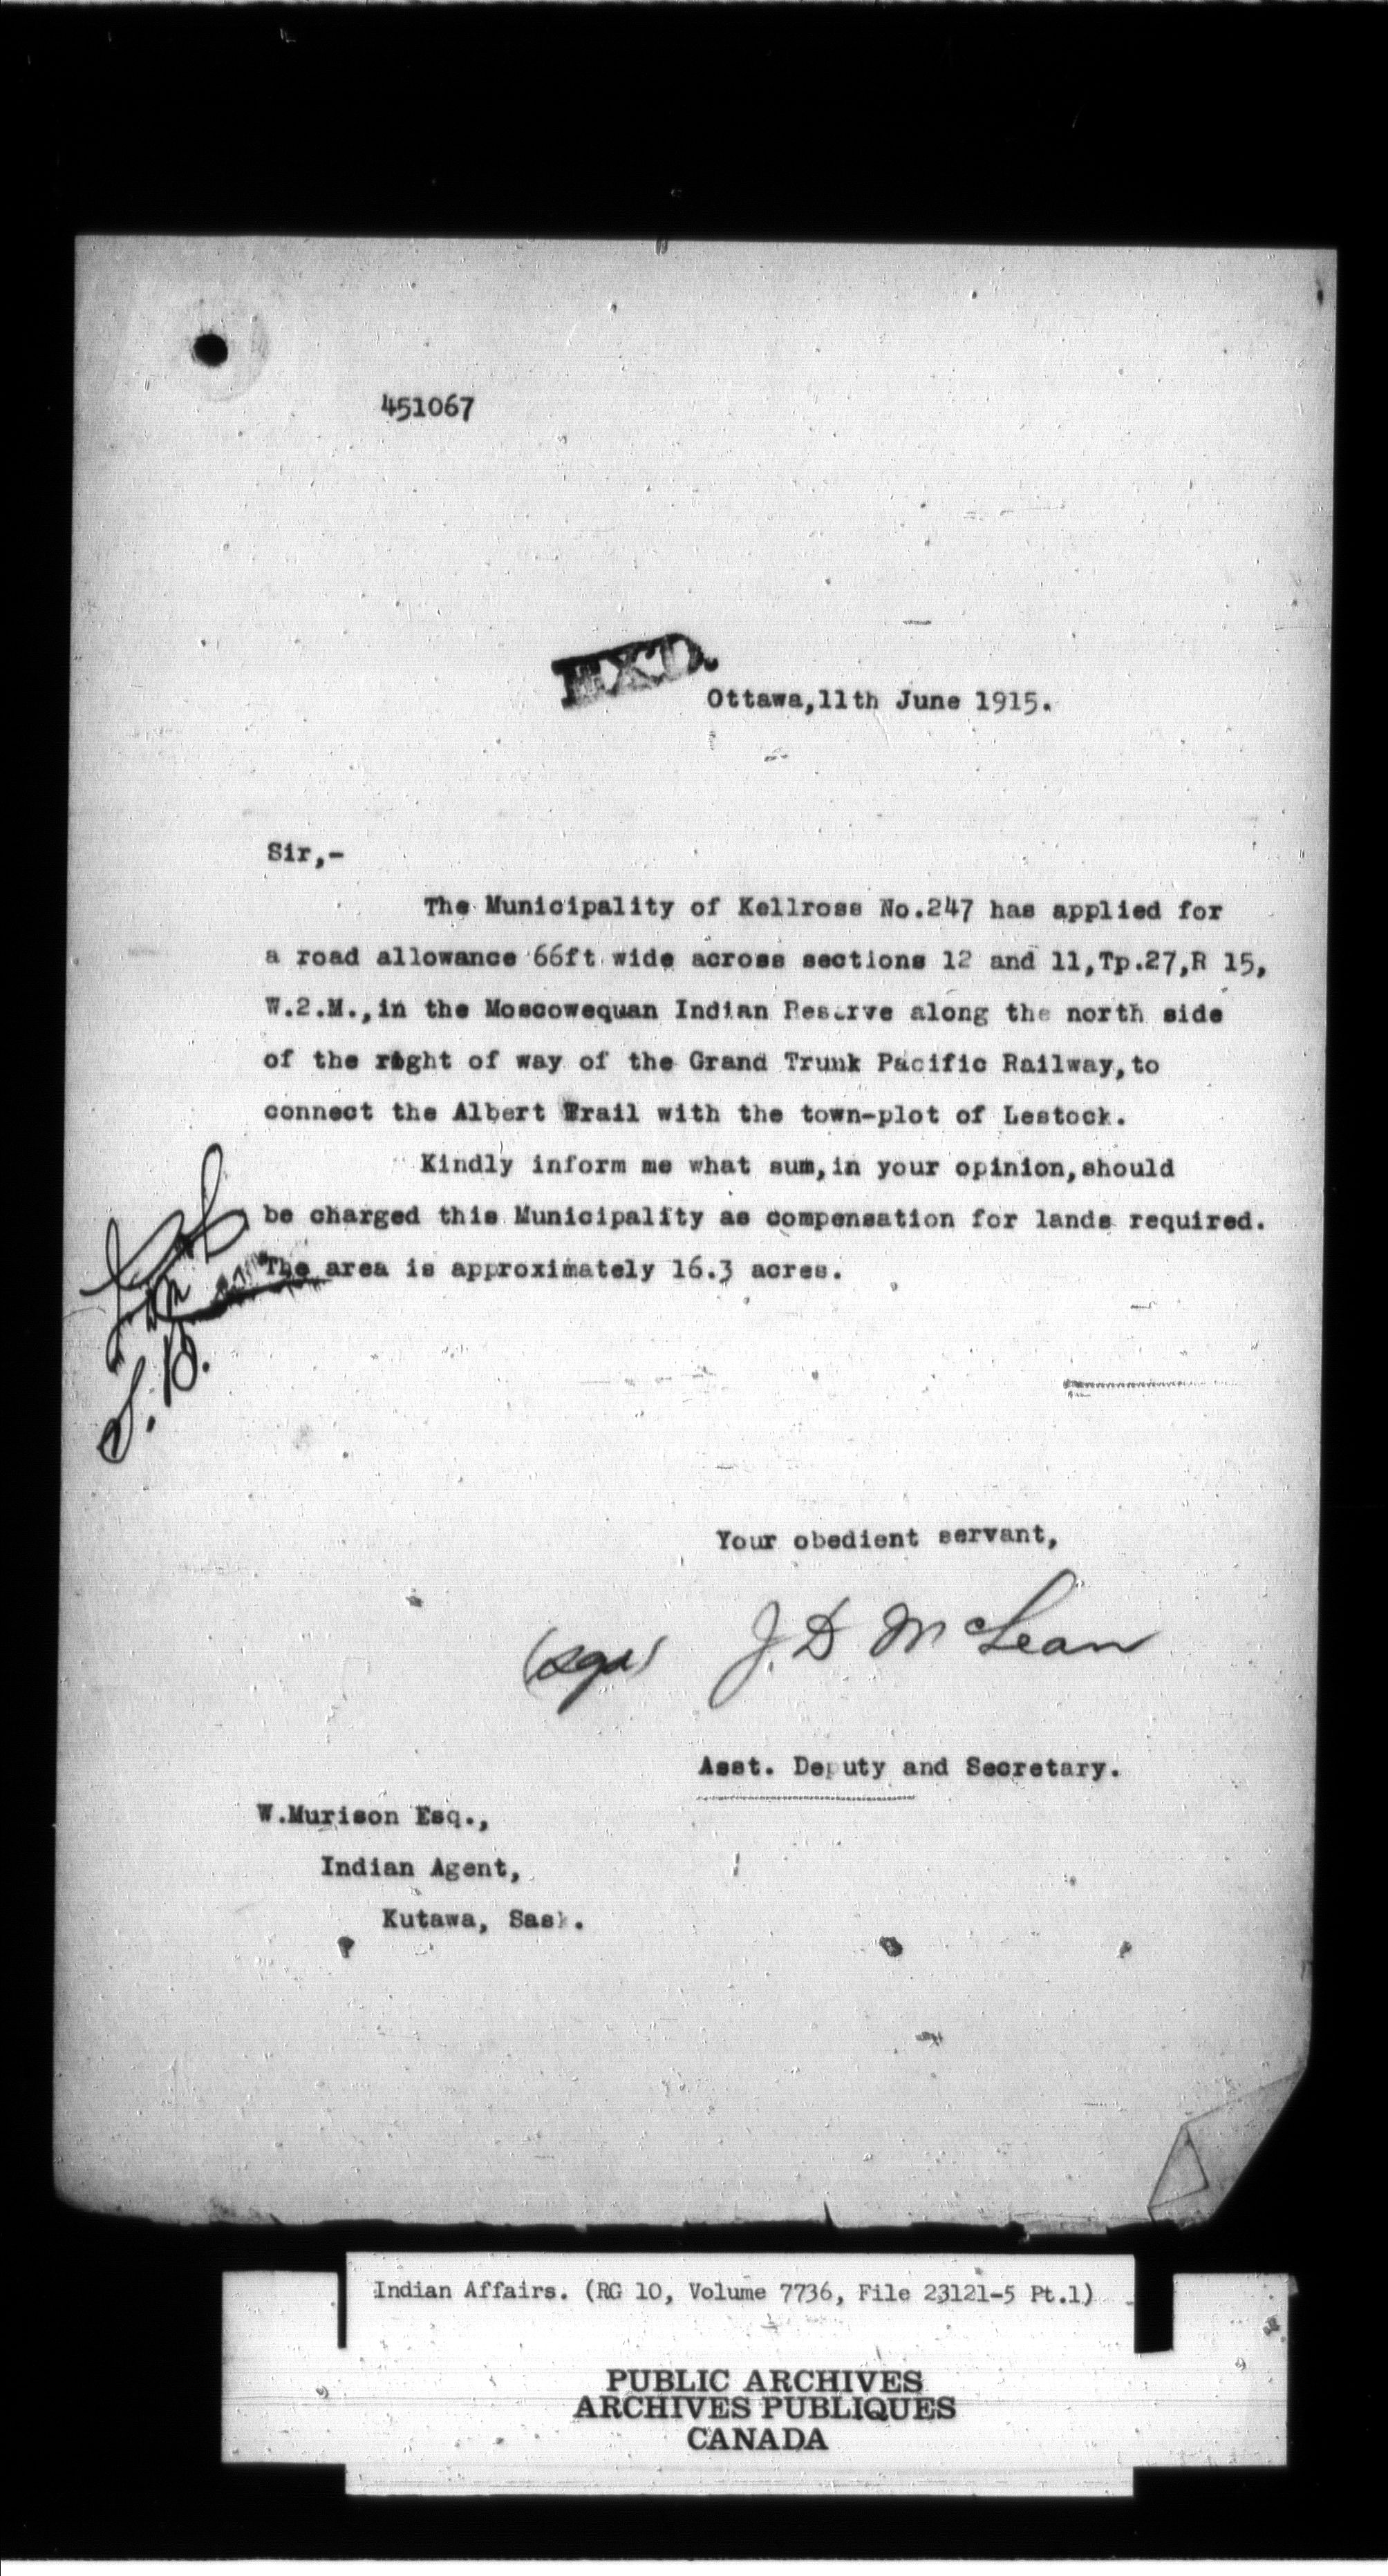 451067
EXD.
Ottawa,11th June 1915.
Sir,-
The Municipality of Kellross No.247 has applied for
a road allowance 66ft wide across sections 12 and 11,Tp.27,R 15,
W.2.M.,in the Moscowequan Indian Reserve along the north side
of the right of way of the Grand Trunk Pacific Railway,to
connect the Albert Trail with the town-plot of Lestock.
Kindly inform me what sum,in your opinion,should
be charged this Municipality as compensation for lands required.
The area is approximately 16.3 acres.
Your obedient servant,
(Sgd) J. D McLean
Asst. Deputy and Secretary.
W.Murison Esq.,
Indian Agent,
Kutawa, Sask.
Indian Affairs. (RG 10, Volume 7736, File 23121-5 Pt.1)
PUBLIC ARCHIVES
ARCHIVES PUBLIQUES
CANADA